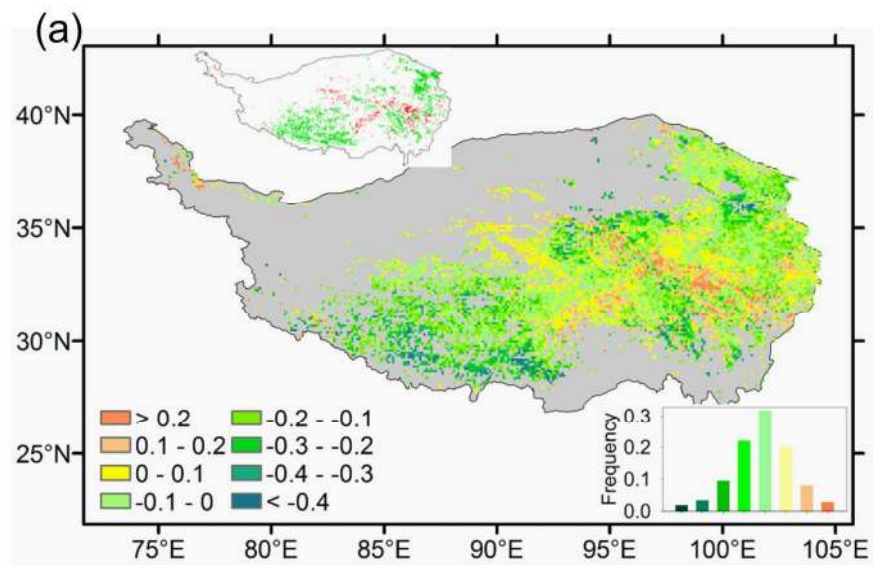 (a)
40°N
35°N
30°N
25°N
> 0.2
0.1 - 0.2
0 - 0.1
-0.1 - 0
-0.2 - -0.1
-0.3 - -0.2
-0.4 - -0.3
< -0.4
Frequency
0.3
0.2
0.1
0.0
75°E 80°E 85°E 90°E 95°E 100°E 105°E